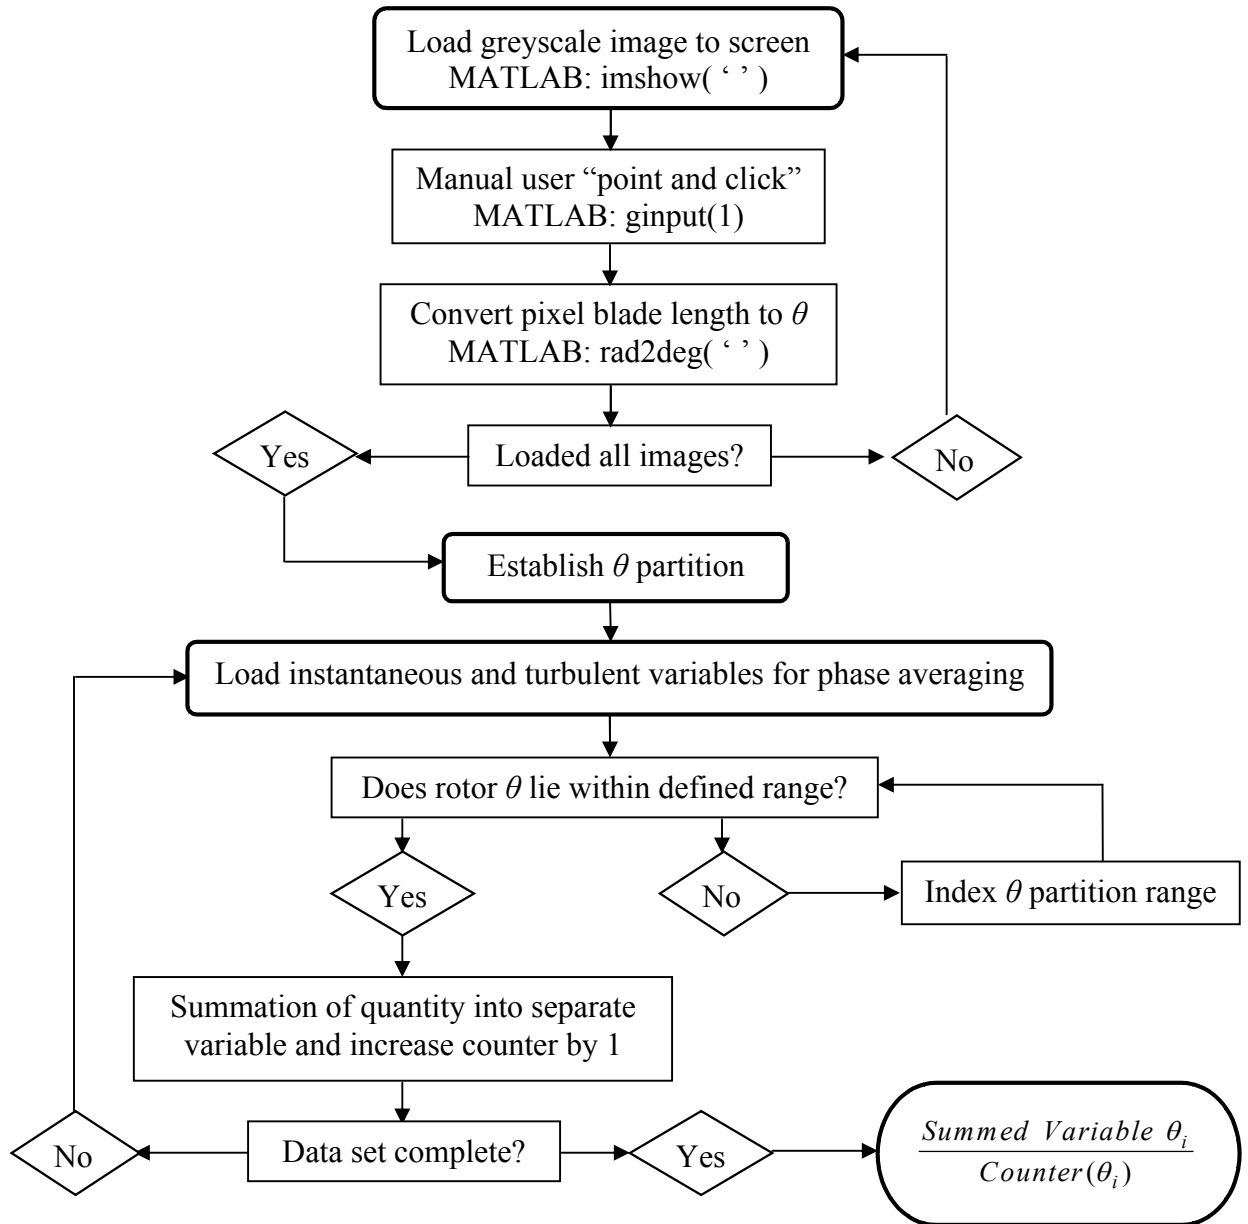 Load greyscale image to screen
MATLAB: imshow( ‘ ’ )
Manual user “point and click”
MATLAB: ginput(1)
Convert pixel blade length to θ
MATLAB: rad2deg( ‘ ’ )
Yes
Loaded all images?
No
Establish θ partition
Load instantaneous and turbulent variables for phase averaging
Does rotor θ lie within defined range?
Yes
No
Index θ partition range
Summation of quantity into separate
variable and increase counter by 1
No
Data set complete?
Yes
Summed Variable θi
Counter(θi)